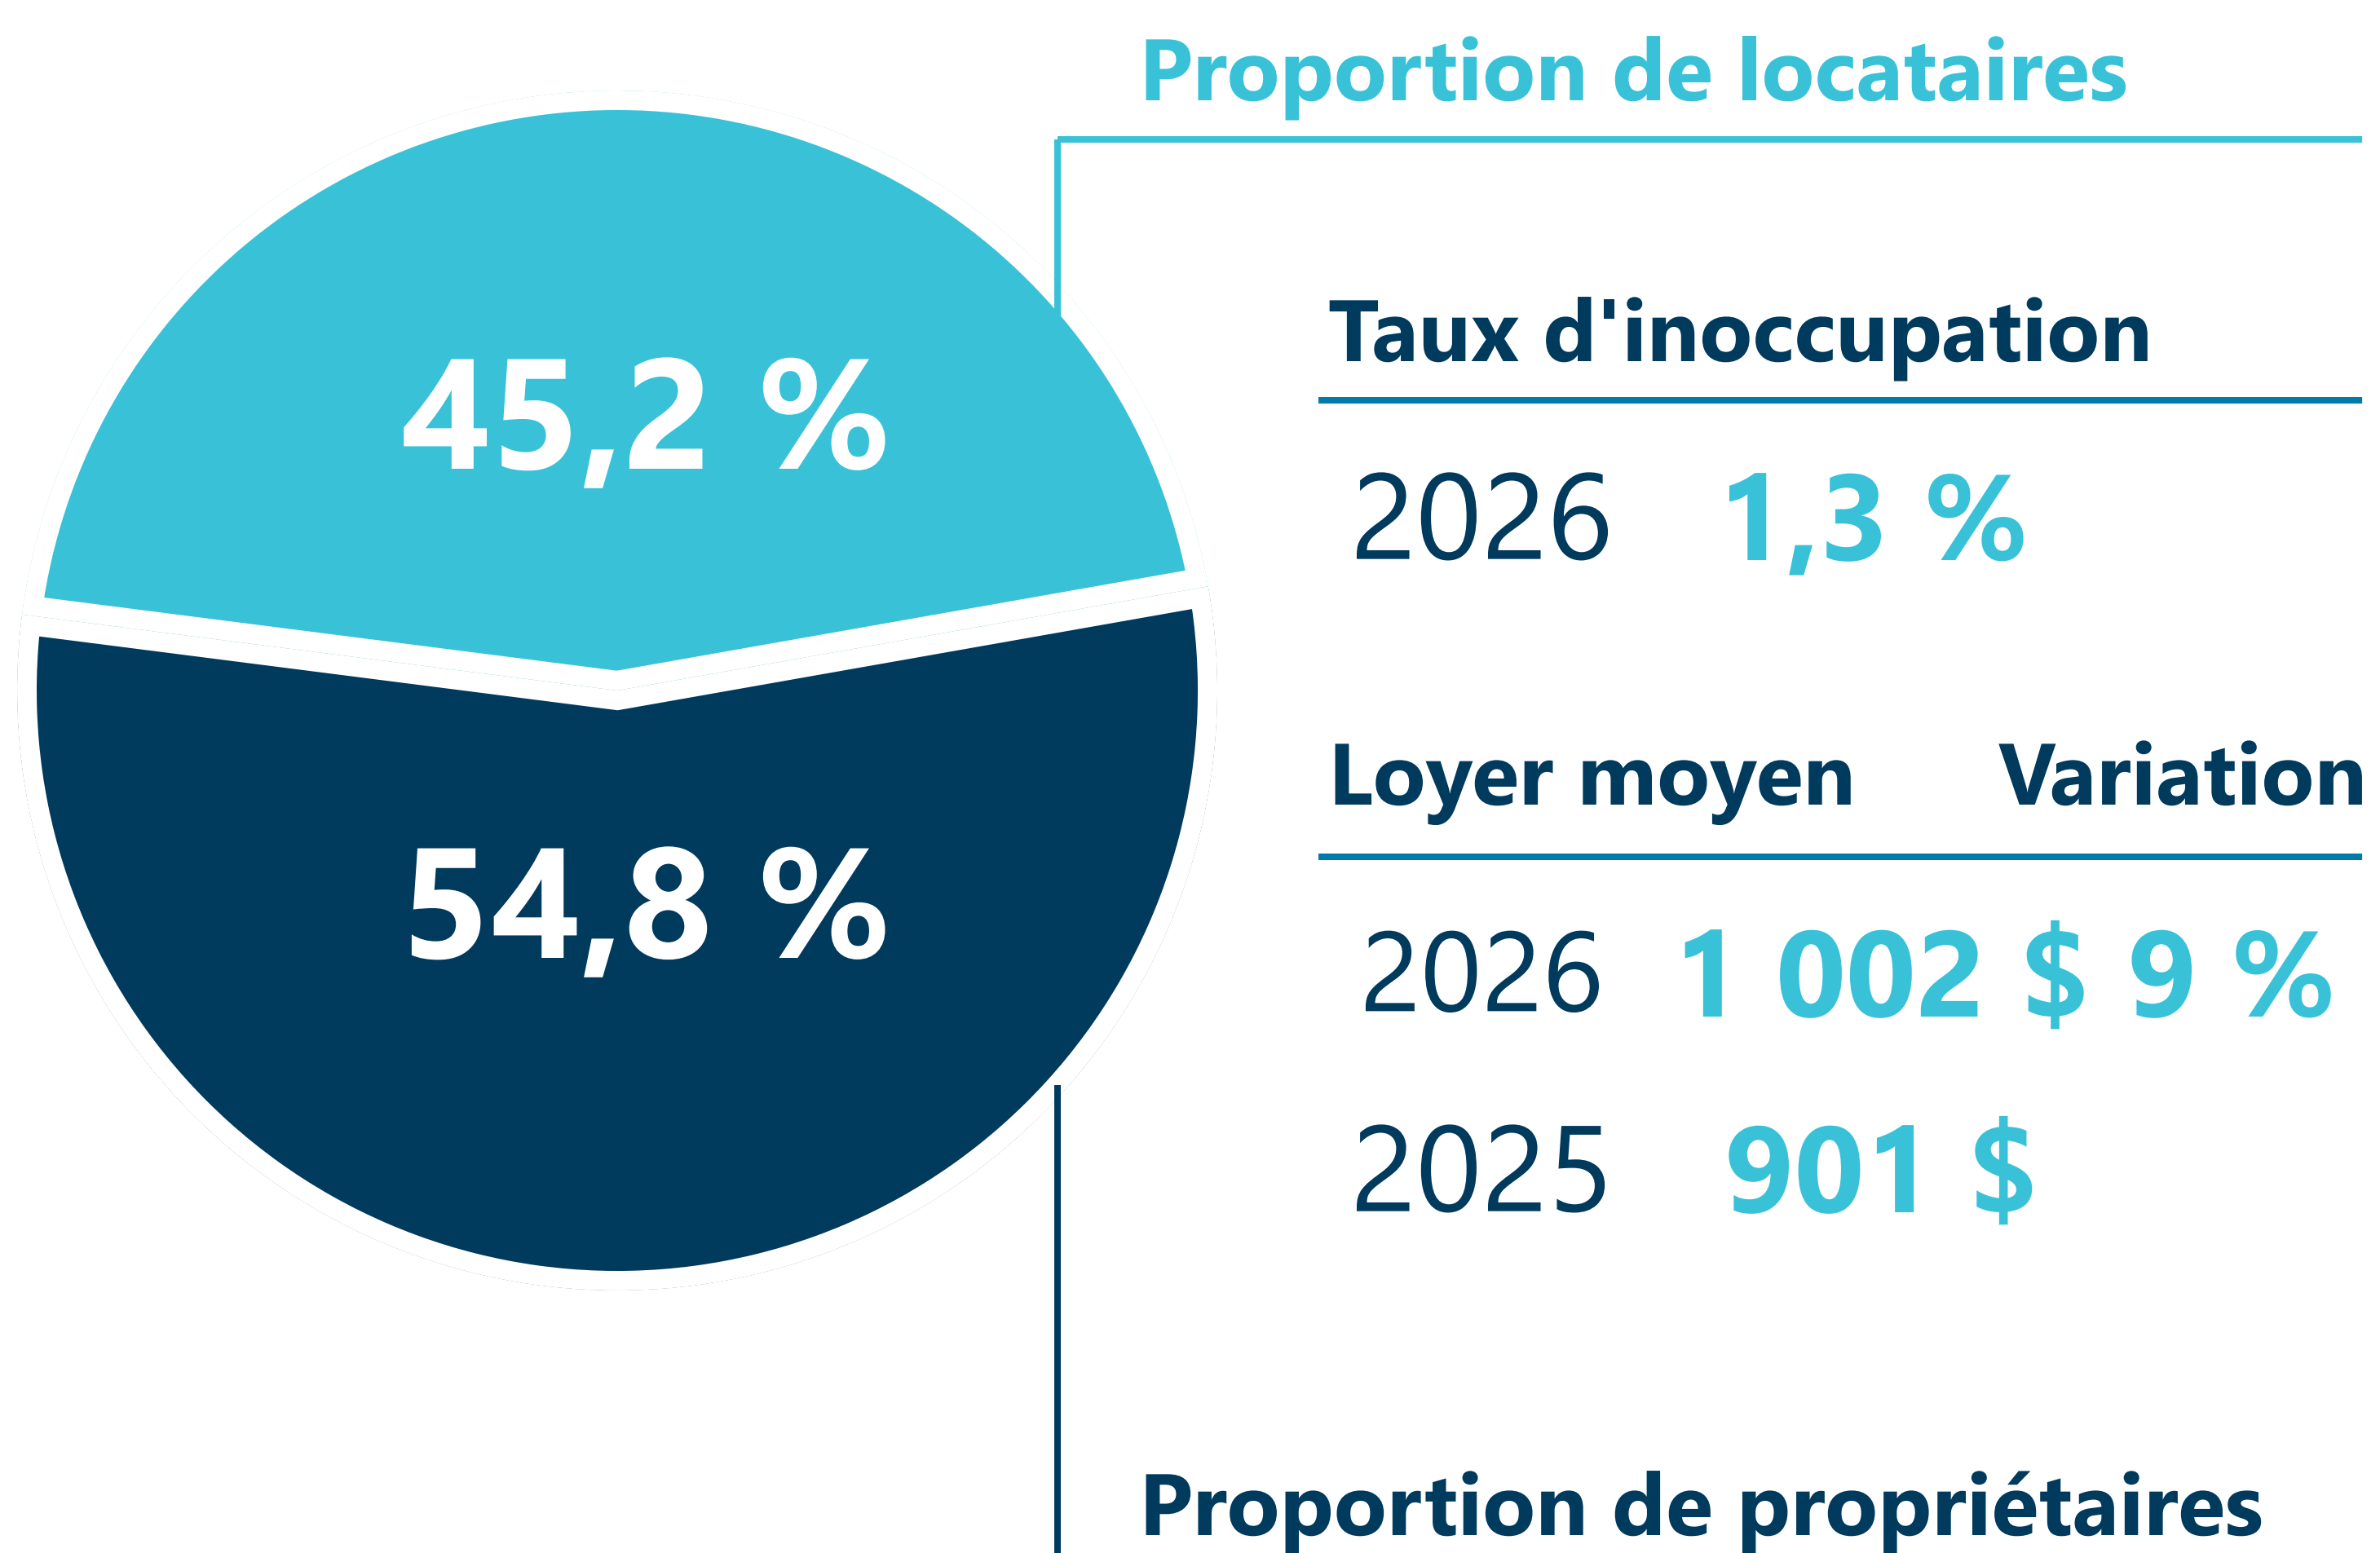 Proportion de locataires
45,2 %
Taux d'inoccupation
2026 1,3 %
Loyer moyen Variation
2026 1 002 $ 9 %
2025 901 $
54,8 %
Proportion de propriétaires